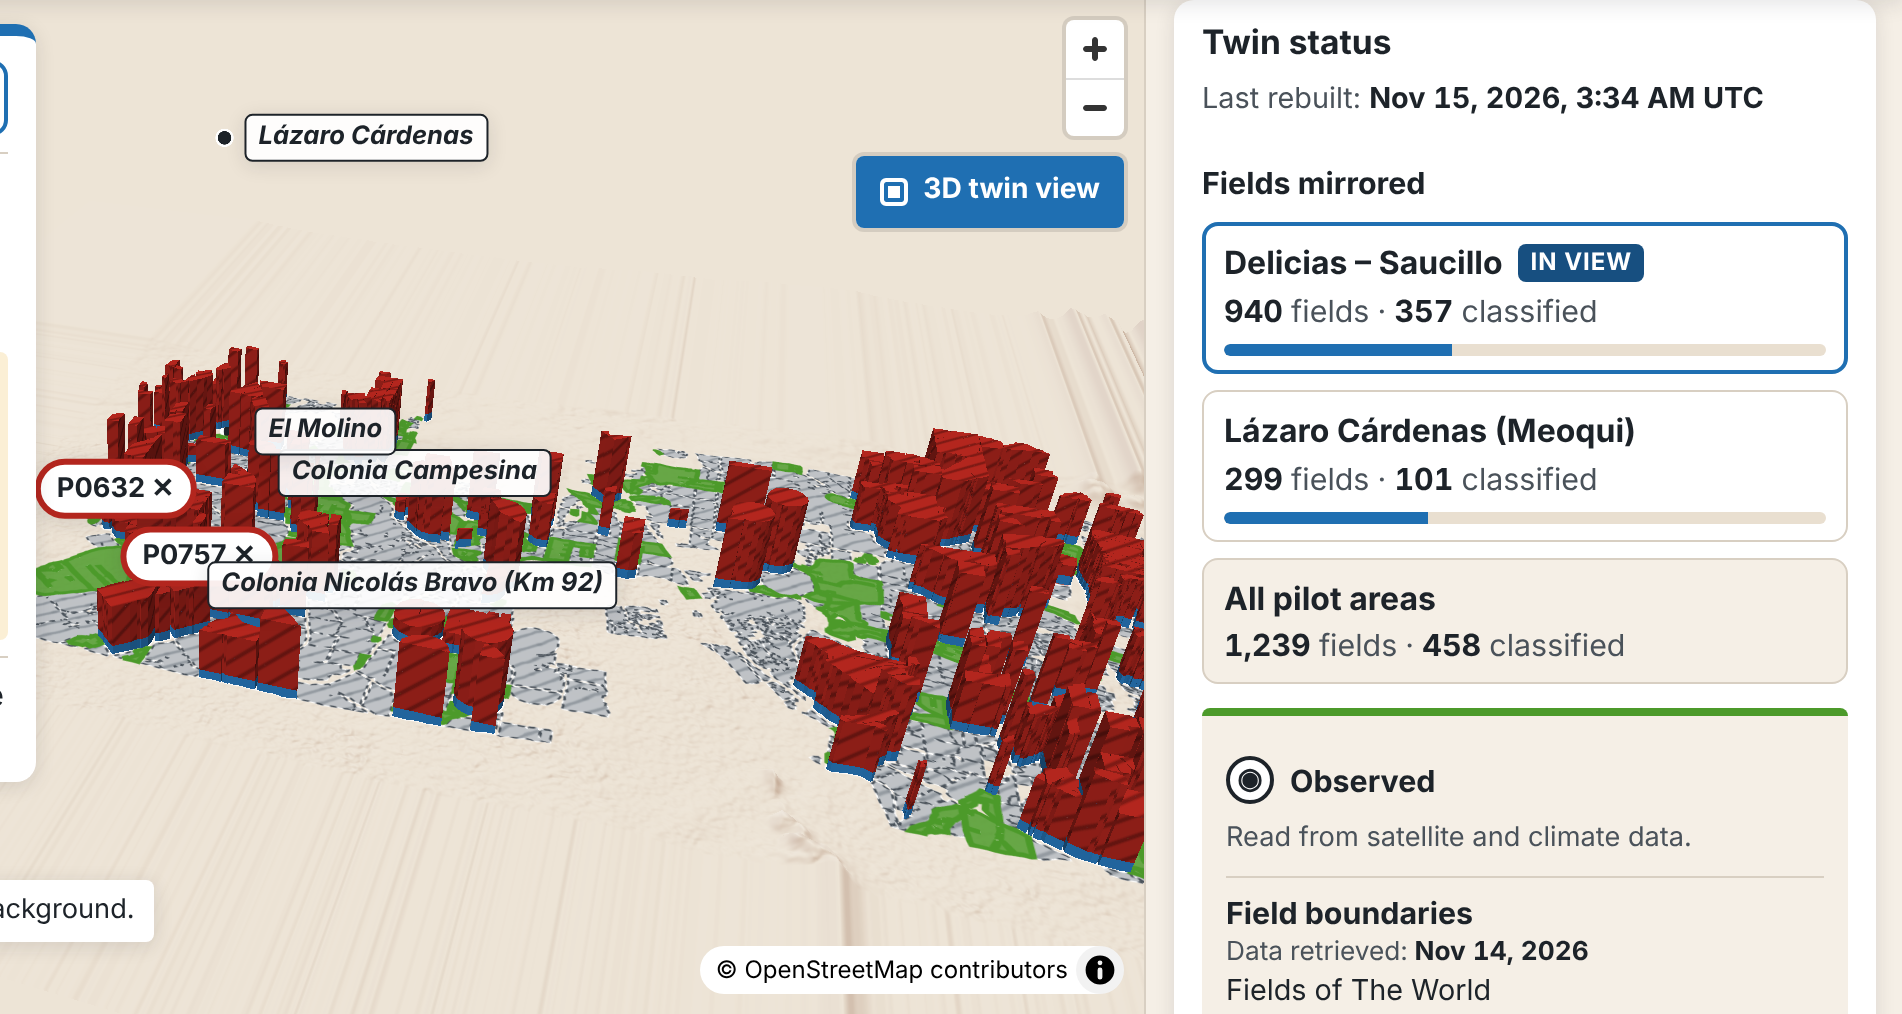 Lázaro Cárdenas
3D twin view
El Molino
Colonia Campesina
P0632 ✕
P0757 ✕
Colonia Nicolás Bravo (Km 92)
ackground.
© OpenStreetMap contributors
Twin status
Last rebuilt: Nov 15, 2026, 3:34 AM UTC
Fields mirrored
Delicias – Saucillo IN VIEW
940 fields · 357 classified
Lázaro Cárdenas (Meoqui)
299 fields · 101 classified
All pilot areas
1,239 fields · 458 classified
Observed
Read from satellite and climate data.
Field boundaries
Data retrieved: Nov 14, 2026
Fields of The World